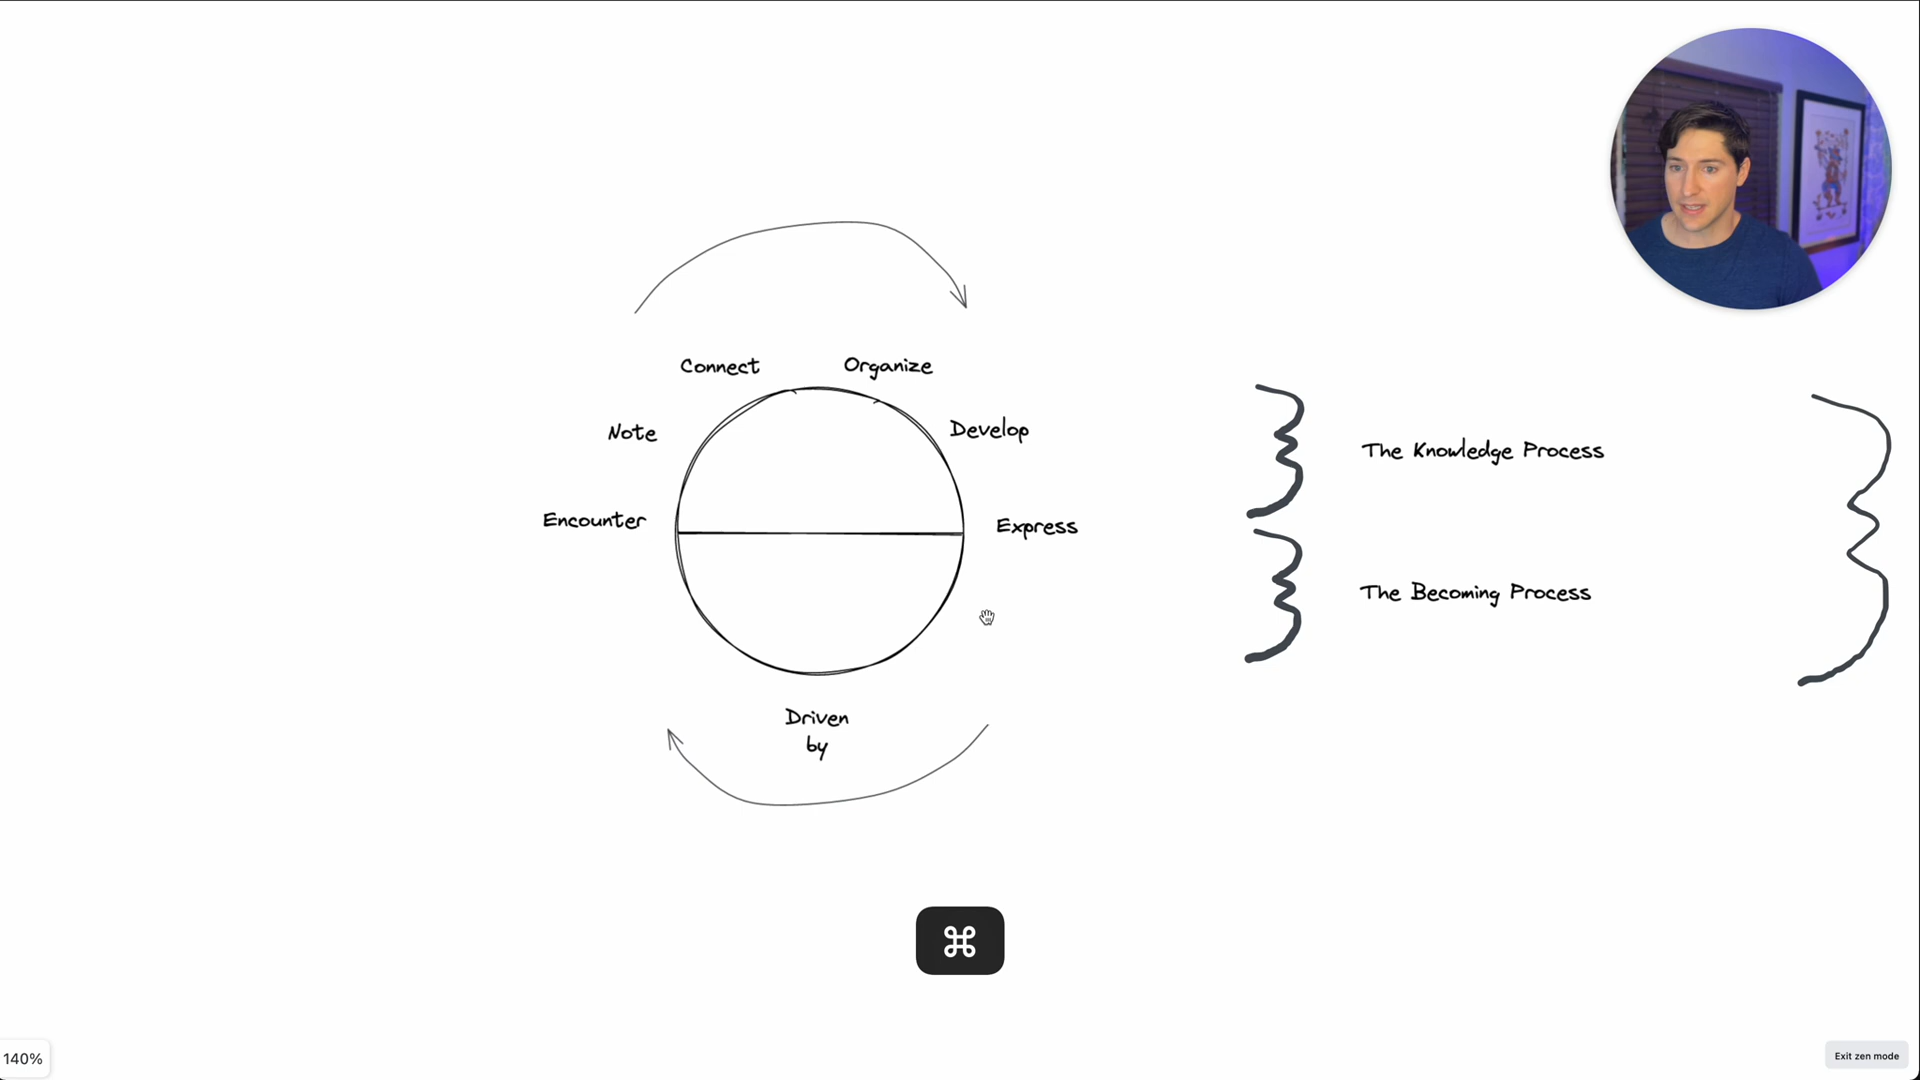 Connect
Organize
Note
Develop
Encounter
Express
The Knowledge Process
The Becoming Process
Driven
by
⌘
140%
Exit zen mode